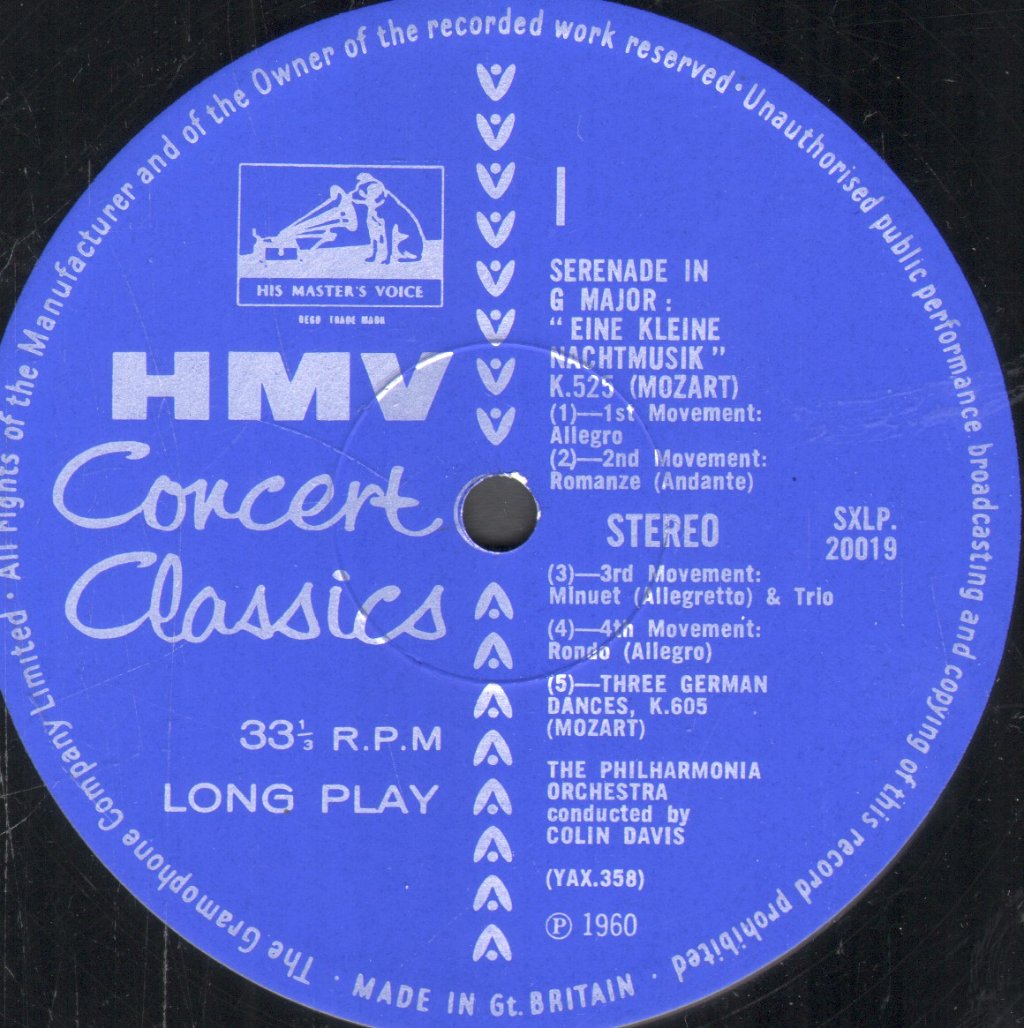 The Gramophone Company Limited · All rights of the Manufacturer and of the Owner of the recorded work reserved · Unauthorised public performance broadcasting and copying of this record prohibited ·
MADE IN Gt. BRITAIN ·
HIS MASTER'S VOICE
REGD TRADE MARK
HMV
Concert
Classics
33⅓ R.P.M
LONG PLAY
I
SERENADE IN
G MAJOR :
" EINE KLEINE
NACHTMUSIK "
K.525 (MOZART)
(1)—1st Movement:
Allegro
(2)—2nd Movement:
Romanze (Andante)
STEREO
SXLP.
20019
(3)—3rd Movement:
Minuet (Allegretto) & Trio
(4)—4th Movement:
Rondo (Allegro)
(5)—THREE GERMAN
DANCES, K.605
(MOZART)
THE PHILHARMONIA
ORCHESTRA
conducted by
COLIN DAVIS
(YAX.358)
℗ 1960